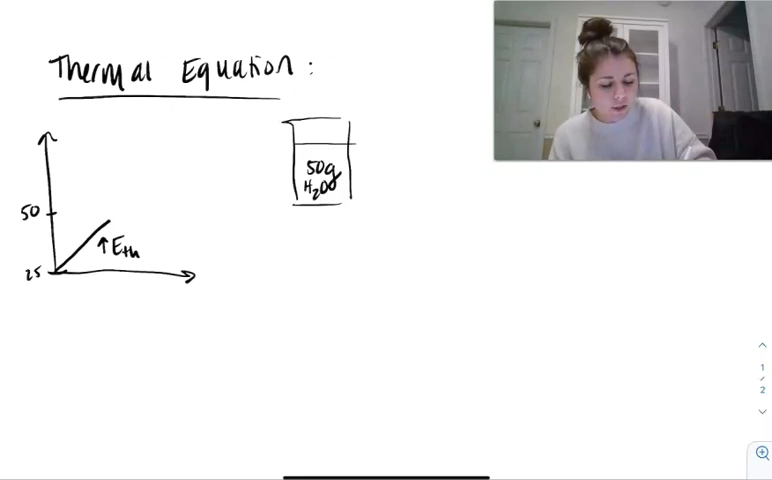 Thermal Equation:
50g
H₂O
50
↑ Eth
25
1
/
2